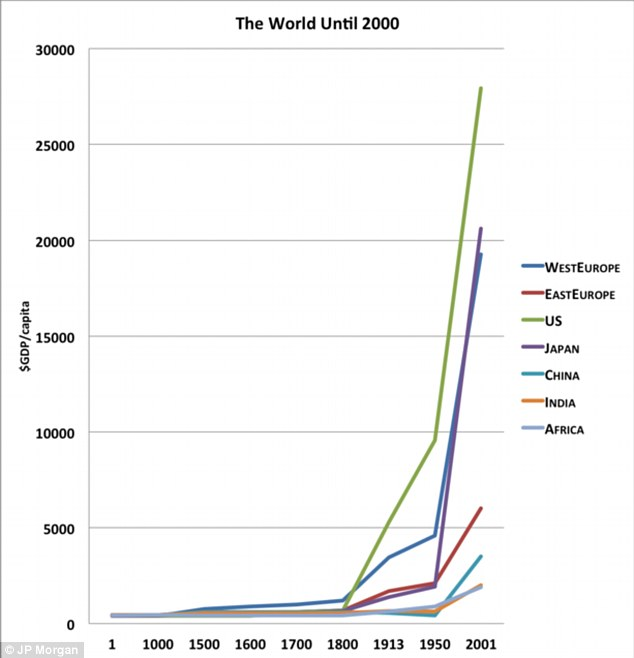 The World Until 2000
30000
25000
20000
15000
10000
5000
0
$GDP/capita
1 1000 1500 1600 1700 1800 1913 1950 2001
WESTEUROPE
EASTEUROPE
US
JAPAN
CHINA
INDIA
AFRICA
© JP Morgan